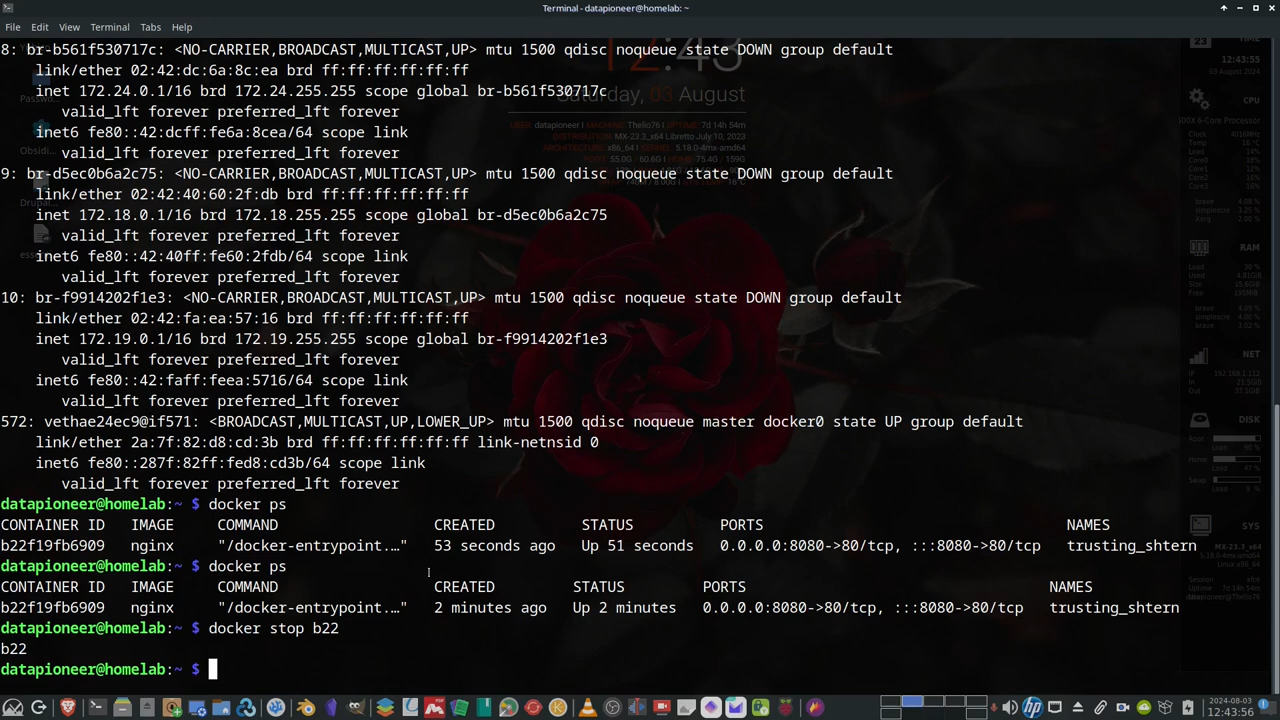 Terminal - datapioneer@homelab: ~
File Edit View Terminal Tabs Help
8: br-b561f530717c: <NO-CARRIER,BROADCAST,MULTICAST,UP> mtu 1500 qdisc noqueue state DOWN group default
link/ether 02:42:dc:6a:8c:ea brd ff:ff:ff:ff:ff:ff
inet 172.24.0.1/16 brd 172.24.255.255 scope global br-b561f530717c
valid_lft forever preferred_lft forever
inet6 fe80::42:dcff:fe6a:8cea/64 scope link
valid_lft forever preferred_lft forever
9: br-d5ec0b6a2c75: <NO-CARRIER,BROADCAST,MULTICAST,UP> mtu 1500 qdisc noqueue state DOWN group default
link/ether 02:42:40:60:2f:db brd ff:ff:ff:ff:ff:ff
inet 172.18.0.1/16 brd 172.18.255.255 scope global br-d5ec0b6a2c75
valid_lft forever preferred_lft forever
inet6 fe80::42:40ff:fe60:2fdb/64 scope link
valid_lft forever preferred_lft forever
10: br-f9914202f1e3: <NO-CARRIER,BROADCAST,MULTICAST,UP> mtu 1500 qdisc noqueue state DOWN group default
link/ether 02:42:fa:ea:57:16 brd ff:ff:ff:ff:ff:ff
inet 172.19.0.1/16 brd 172.19.255.255 scope global br-f9914202f1e3
valid_lft forever preferred_lft forever
inet6 fe80::42:faff:feea:5716/64 scope link
valid_lft forever preferred_lft forever
572: vethae24ec9@if571: <BROADCAST,MULTICAST,UP,LOWER_UP> mtu 1500 qdisc noqueue master docker0 state UP group default
link/ether 2a:7f:82:d8:cd:3b brd ff:ff:ff:ff:ff:ff link-netnsid 0
inet6 fe80::287f:82ff:fed8:cd3b/64 scope link
valid_lft forever preferred_lft forever
datapioneer@homelab:~ $ docker ps
CONTAINER ID IMAGE COMMAND CREATED STATUS PORTS NAMES
b22f19fb6909 nginx "/docker-entrypoint.…" 53 seconds ago Up 51 seconds 0.0.0.0:8080->80/tcp, :::8080->80/tcp trusting_shtern
datapioneer@homelab:~ $ docker ps
CONTAINER ID IMAGE COMMAND CREATED STATUS PORTS NAMES
b22f19fb6909 nginx "/docker-entrypoint.…" 2 minutes ago Up 2 minutes 0.0.0.0:8080->80/tcp, :::8080->80/tcp trusting_shtern
datapioneer@homelab:~ $ docker stop b22
b22
datapioneer@homelab:~ $
12:43
Saturday, 03 August
12:43:55
03 August 2024
CPU
RAM
NET
DISK
SYS
2024-08-03
12:43:56